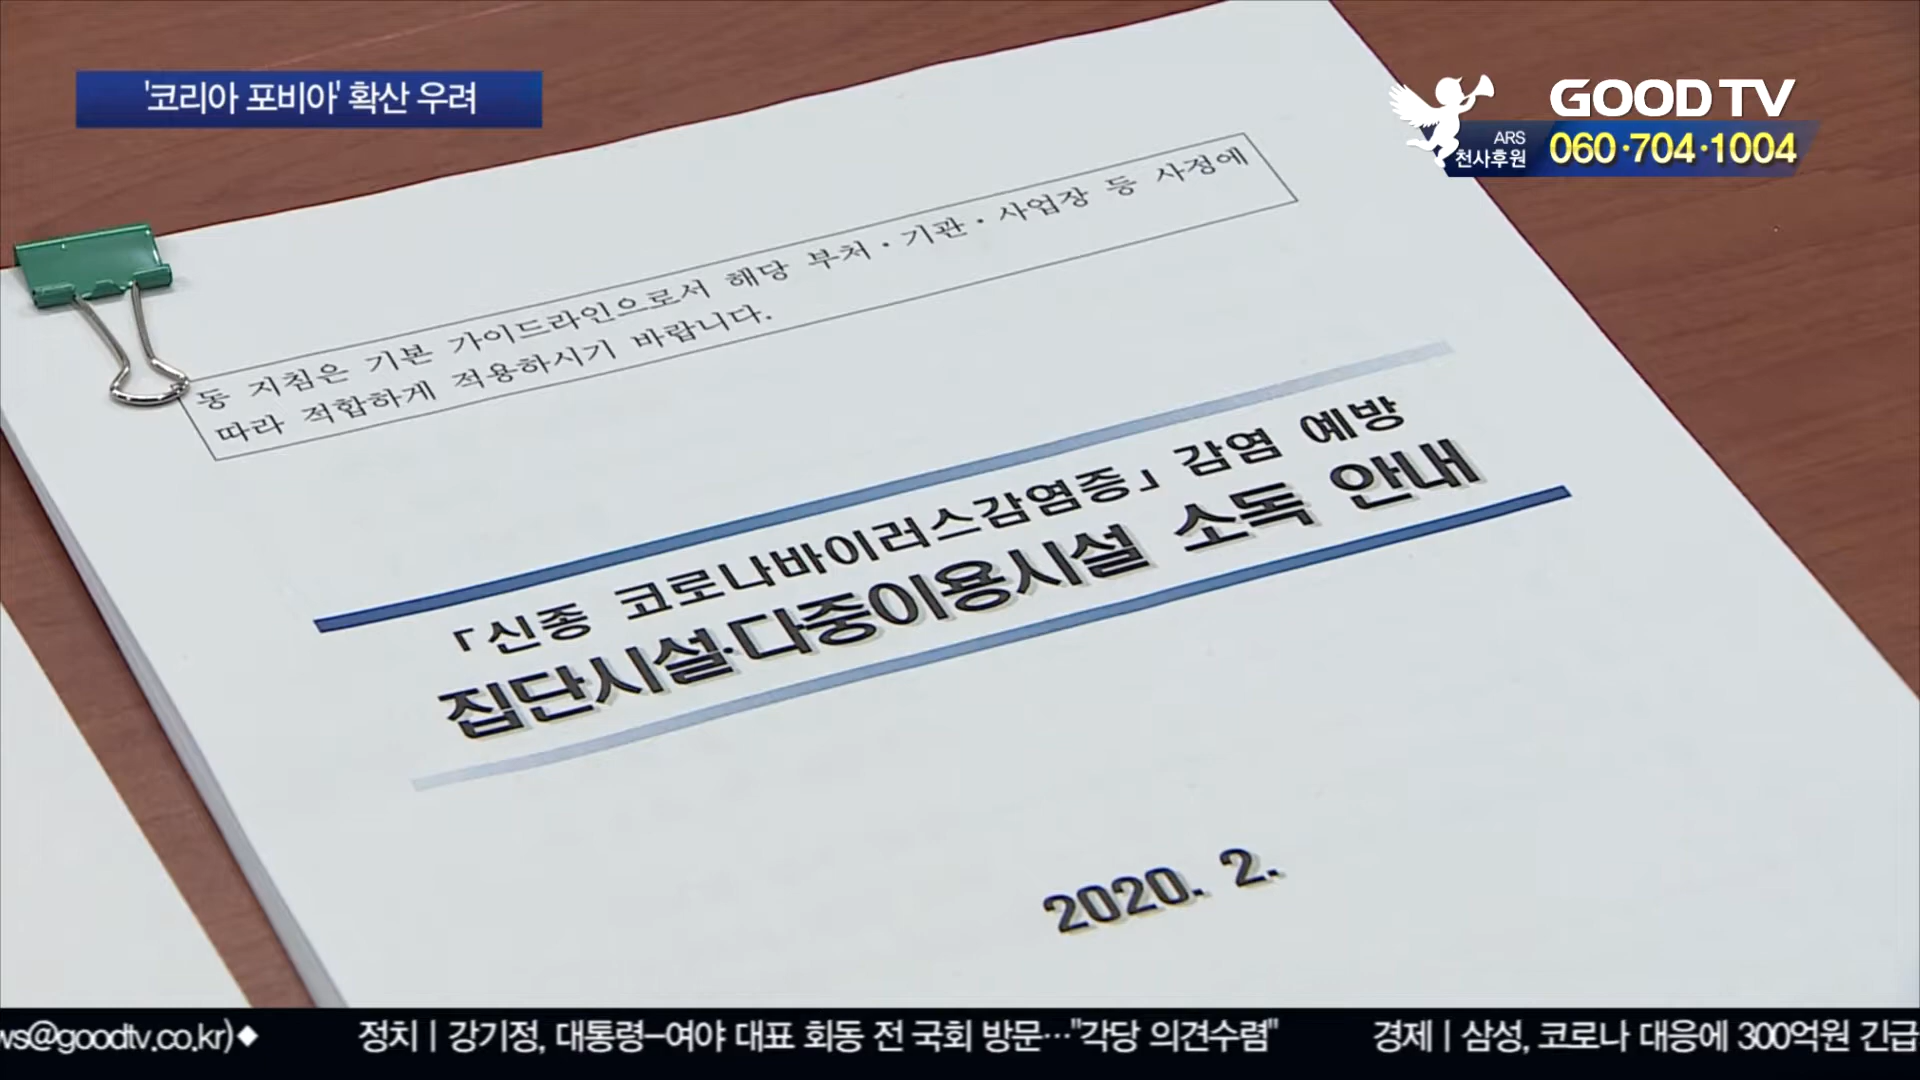 '코리아 포비아' 확산 우려
GOODTV
ARS
천사후원
060·704·1004
동 지침은 기본 가이드라인으로서 해당 부처·기관·사업장 등 사정에
따라 적합하게 적용하시기 바랍니다.
「신종 코로나바이러스감염증」 감염 예방
집단시설·다중이용시설 소독 안내
2020. 2.
ws@goodtv.co.kr)◆ 정치 | 강기정, 대통령-여야 대표 회동 전 국회 방문…"각당 의견수렴" 경제 | 삼성, 코로나 대응에 300억원 긴급